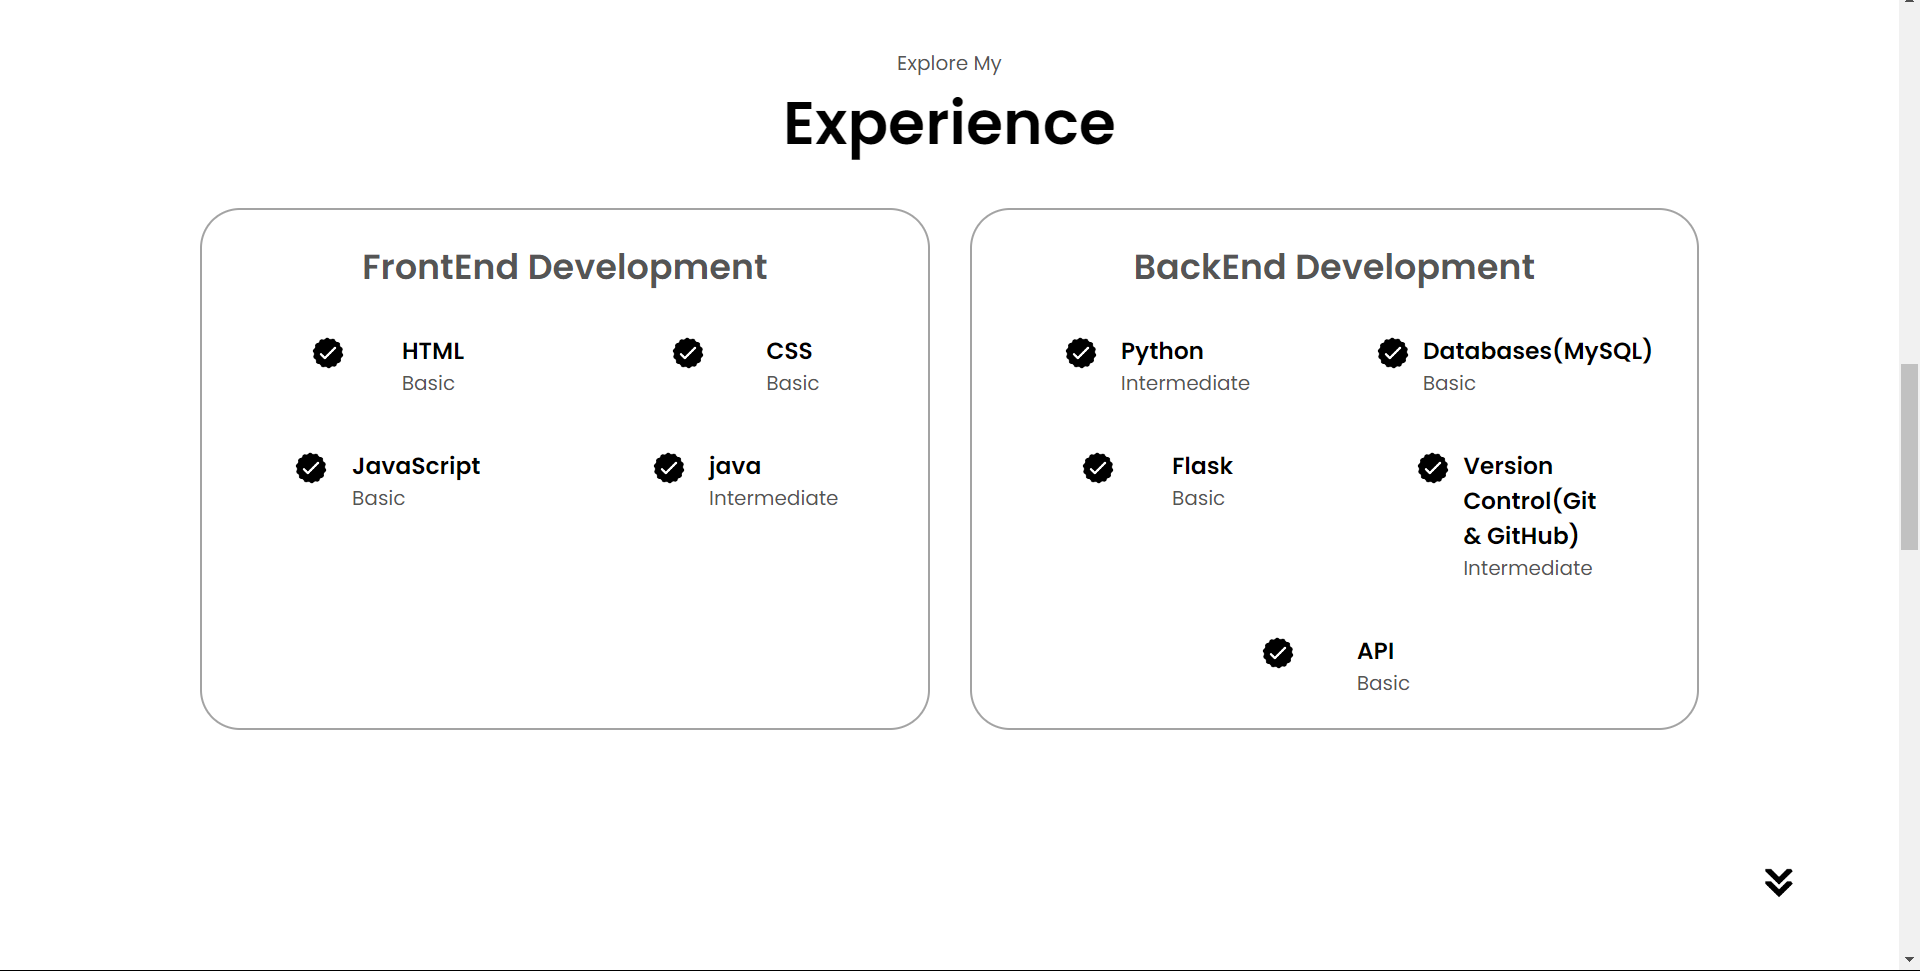 Explore My
Experience
FrontEnd Development
HTML
Basic
CSS
Basic
JavaScript
Basic
java
Intermediate
BackEnd Development
Python
Intermediate
Databases(MySQL)
Basic
Flask
Basic
Version
Control(Git
& GitHub)
Intermediate
API
Basic